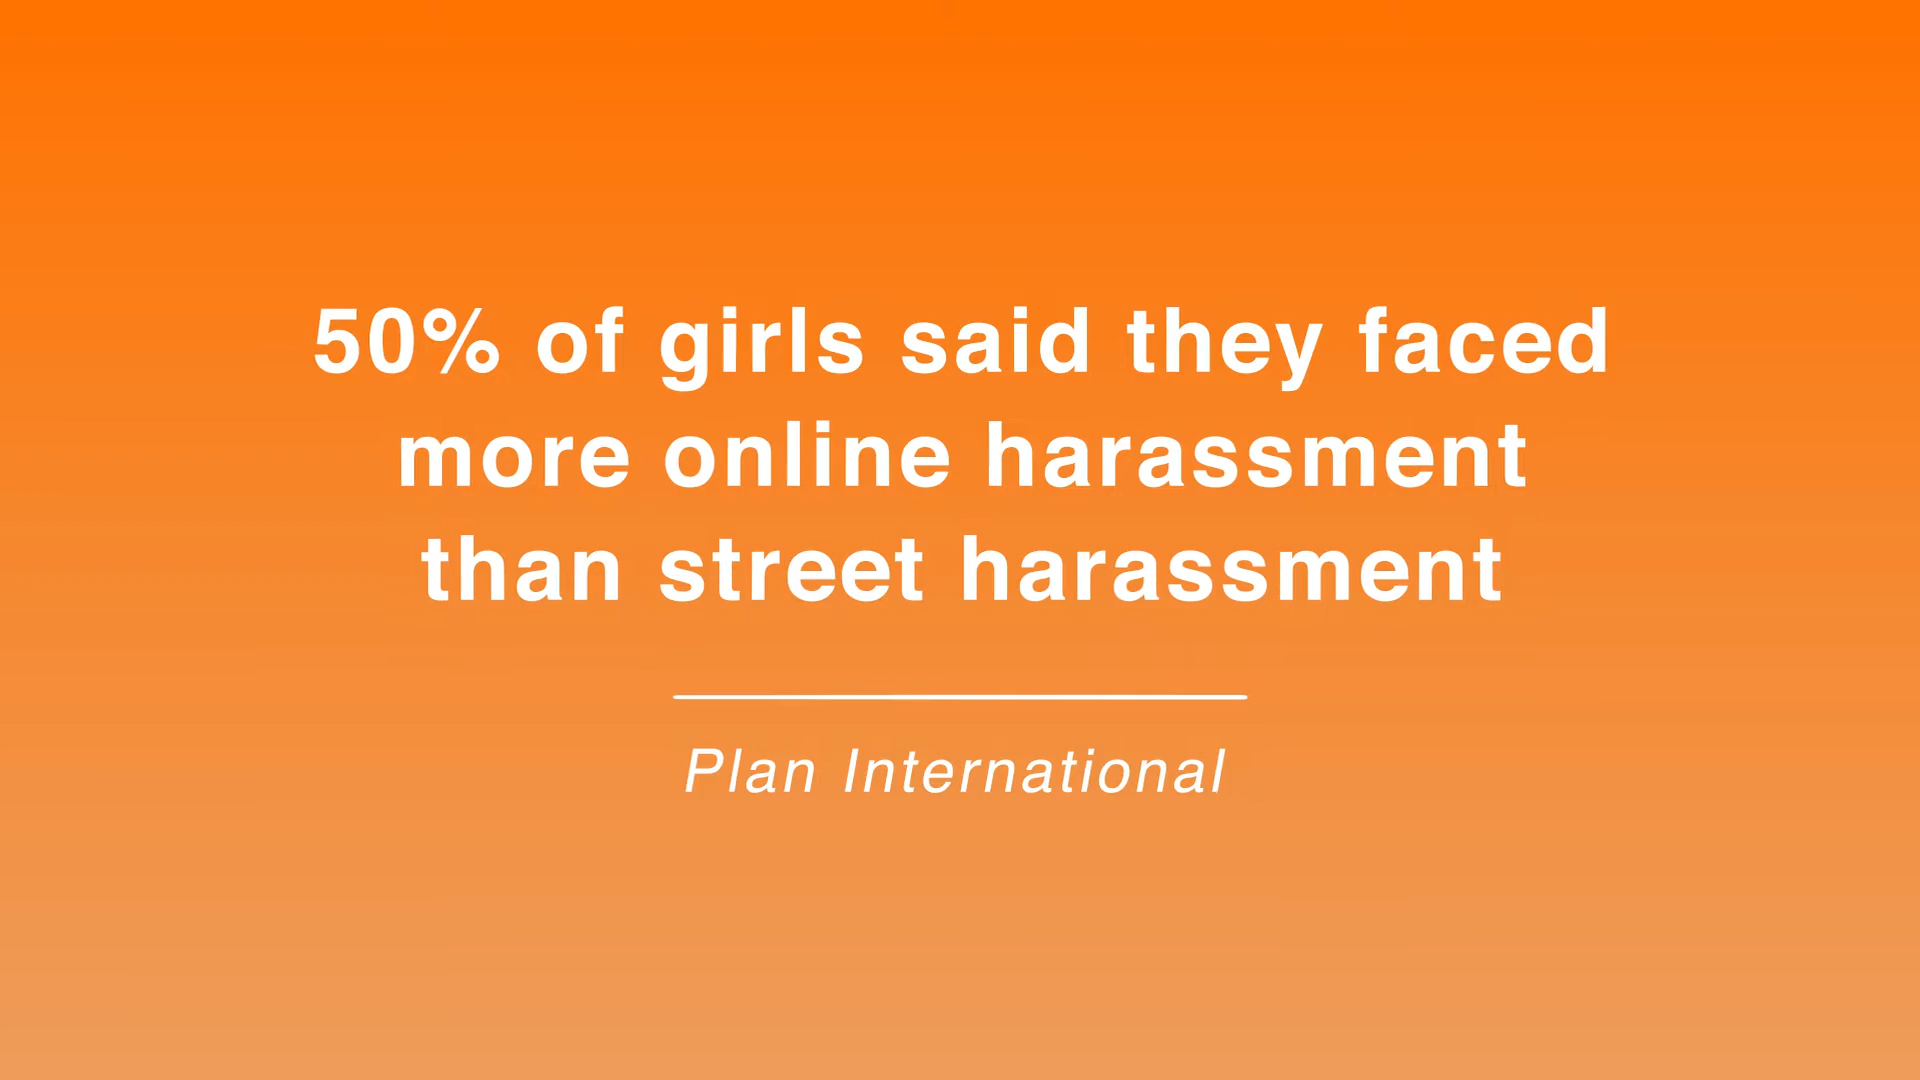 50% of girls said they faced
more online harassment
than street harassment
Plan International